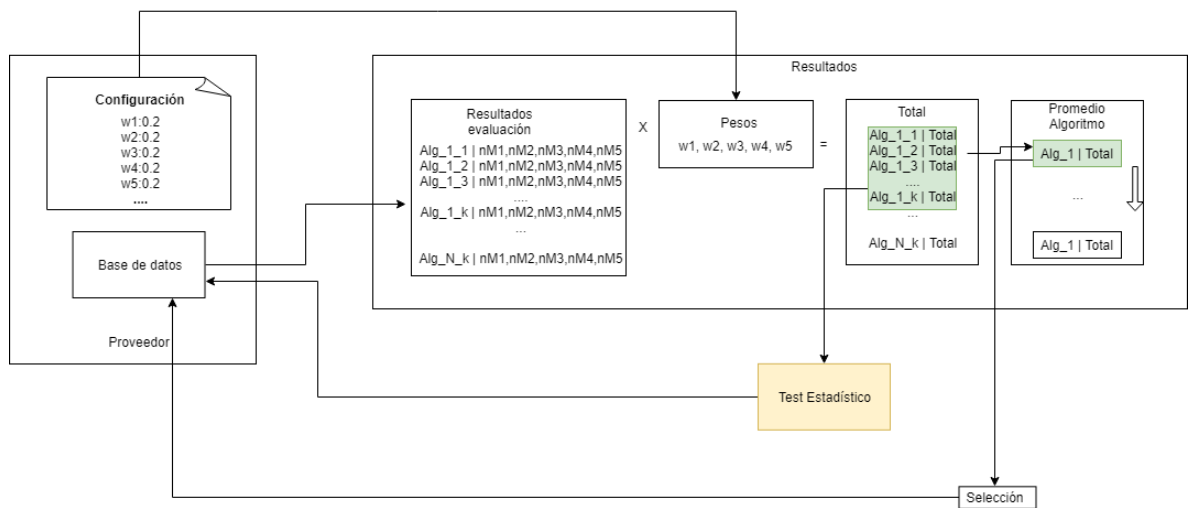 Configuración
w1:0.2
w2:0.2
w3:0.2
w4:0.2
w5:0.2
....
Base de datos
Proveedor
Resultados
Resultados
evaluación
Alg_1_1 | nM1,nM2,nM3,nM4,nM5
Alg_1_2 | nM1,nM2,nM3,nM4,nM5
Alg_1_3 | nM1,nM2,nM3,nM4,nM5
....
Alg_1_k | nM1,nM2,nM3,nM4,nM5
...
Alg_N_k | nM1,nM2,nM3,nM4,nM5
X
Pesos
w1, w2, w3, w4, w5
=
Total
Alg_1_1 | Total
Alg_1_2 | Total
Alg_1_3 | Total
....
Alg_1_k | Total
...
Alg_N_k | Total
Promedio
Algoritmo
Alg_1 | Total
...
Alg_1 | Total
Test Estadístico
Selección